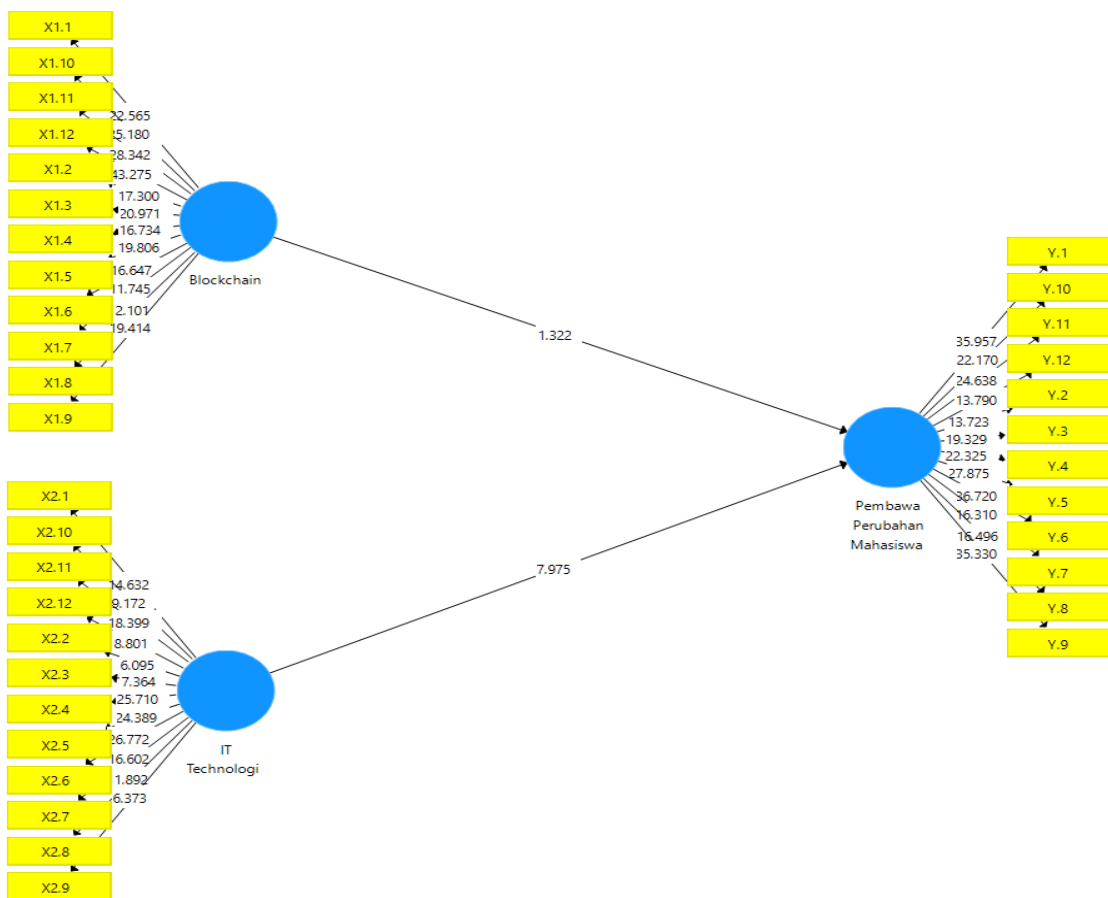 X1.1
X1.10
X1.11
X1.12
X1.2
X1.3
X1.4
X1.5
X1.6
X1.7
X1.8
X1.9
22.565
28.342
43.275
17.300
20.971
16.734
19.806
16.647
11.745
19.414
Blockchain
1.322
X2.1
X2.10
X2.11
X2.12
X2.2
X2.3
X2.4
X2.5
X2.6
X2.7
X2.8
X2.9
14.632
18.399
8.801
6.095
7.364
25.710
24.389
26.772
16.602
IT
Technologi
7.975
Pembawa
Perubahan
Mahasiswa
35.957
22.170
24.638
13.790
13.723
19.329
22.325
27.875
36.720
16.310
16.496
35.330
Y.1
Y.10
Y.11
Y.12
Y.2
Y.3
Y.4
Y.5
Y.6
Y.7
Y.8
Y.9